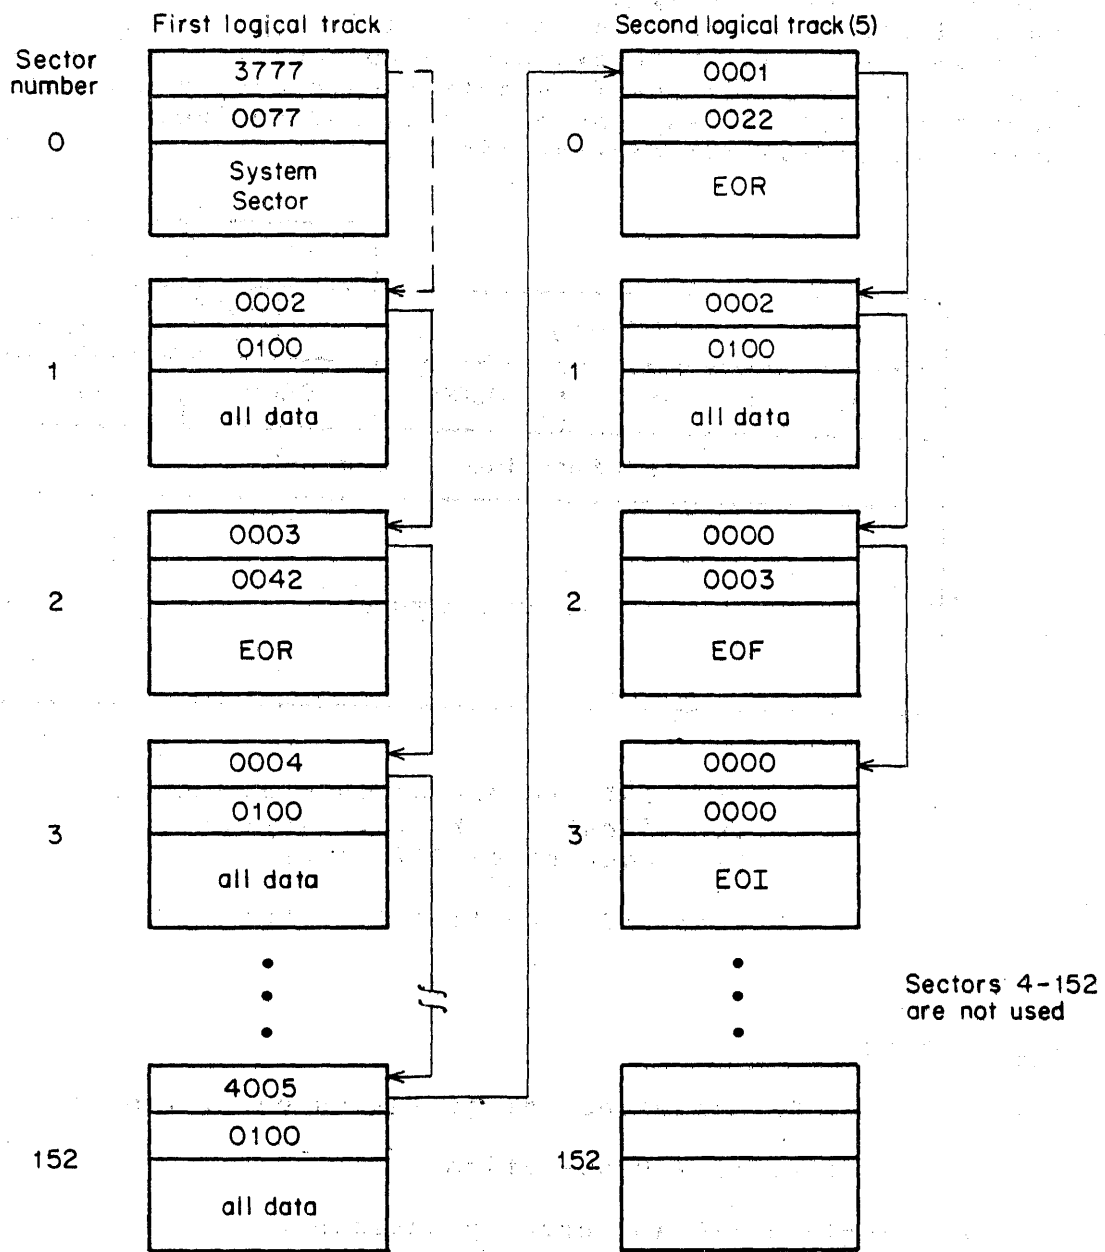 First logical track
Sector
number
0
3777
0077
System
Sector
1
0002
0100
all data
2
0003
0042
EOR
3
0004
0100
all data
152
4005
0100
all data
Second logical track (5)
0
0001
0022
EOR
1
0002
0100
all data
2
0000
0003
EOF
3
0000
0000
EOI
Sectors 4-152
are not used
152